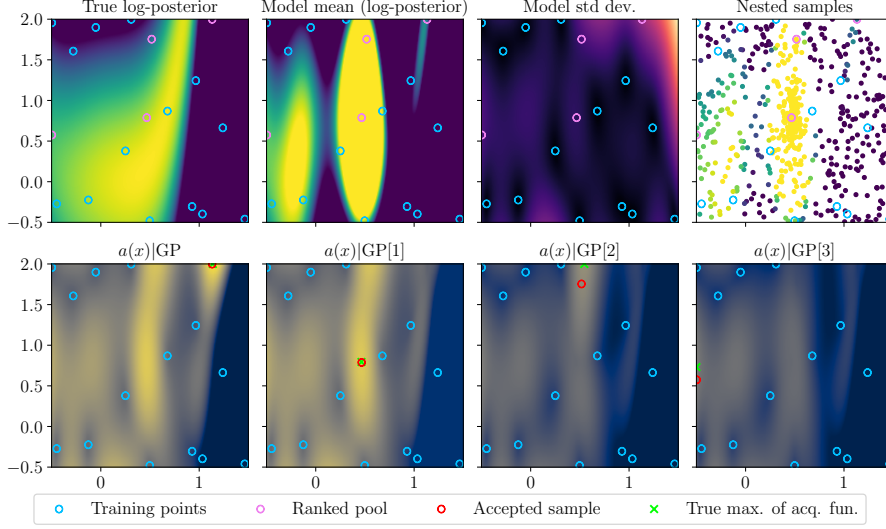 True log-posterior
Model mean (log-posterior)
Model std dev.
Nested samples
2.0
1.5
1.0
0.5
0.0
−0.5
a(x)|GP
a(x)|GP[1]
a(x)|GP[2]
a(x)|GP[3]
2.0
1.5
1.0
0.5
0.0
−0.5
0 1 0 1 0 1 0 1
Training points
Ranked pool
Accepted sample
True max. of acq. fun.